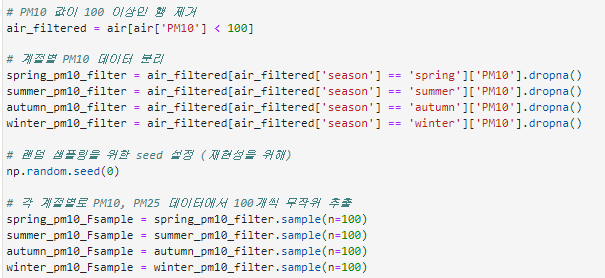 # PM10 값이 100 이상인 행 제거
air_filtered = air[air['PM10'] < 100]
# 계절별 PM10 데이터 분리
spring_pm10_filter = air_filtered[air_filtered['season'] == 'spring']['PM10'].dropna()
summer_pm10_filter = air_filtered[air_filtered['season'] == 'summer']['PM10'].dropna()
autumn_pm10_filter = air_filtered[air_filtered['season'] == 'autumn']['PM10'].dropna()
winter_pm10_filter = air_filtered[air_filtered['season'] == 'winter']['PM10'].dropna()
# 랜덤 샘플링을 위한 seed 설정 (재현성을 위해)
np.random.seed(0)
# 각 계절별로 PM10, PM25 데이터에서 100개씩 무작위 추출
spring_pm10_Fsample = spring_pm10_filter.sample(n=100)
summer_pm10_Fsample = summer_pm10_filter.sample(n=100)
autumn_pm10_Fsample = autumn_pm10_filter.sample(n=100)
winter_pm10_Fsample = winter_pm10_filter.sample(n=100)